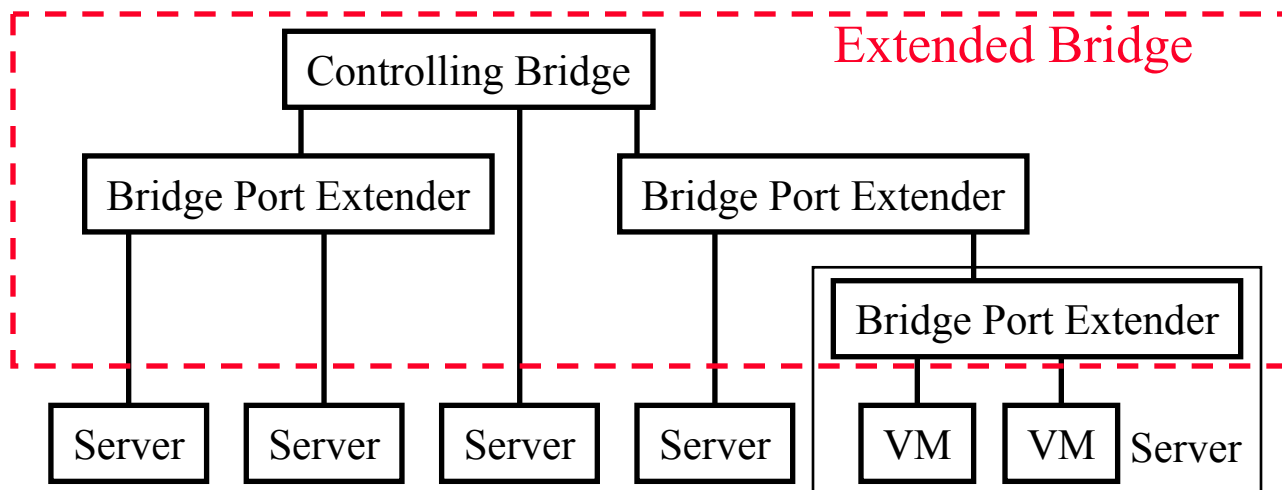 Extended Bridge
Controlling Bridge
Bridge Port Extender
Bridge Port Extender
Bridge Port Extender
Server
Server
Server
Server
VM
VM
Server